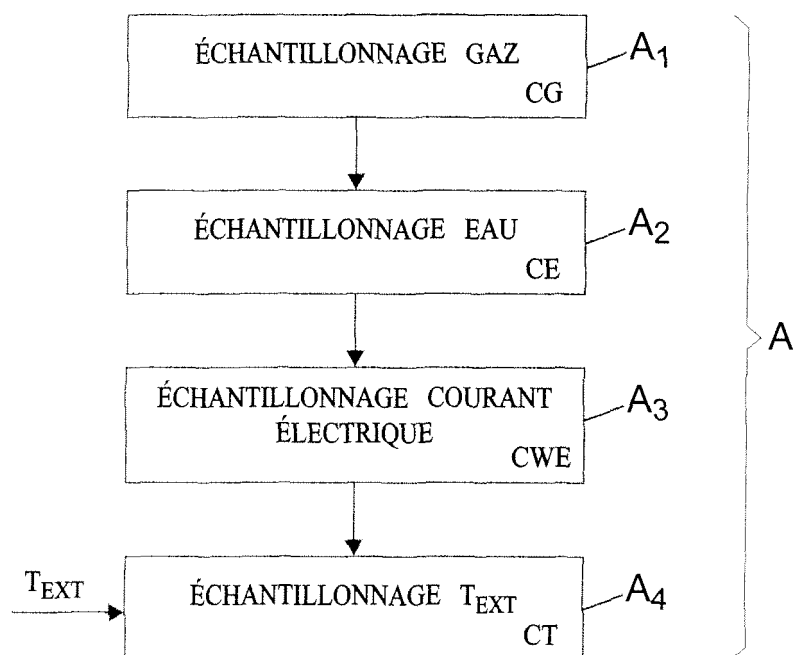 ÉCHANTILLONNAGE GAZ
CG
A1
ÉCHANTILLONNAGE EAU
CE
A2
A
ÉCHANTILLONNAGE COURANT
ÉLECTRIQUE
CWE
A3
TEXT
ÉCHANTILLONNAGE TEXT
CT
A4